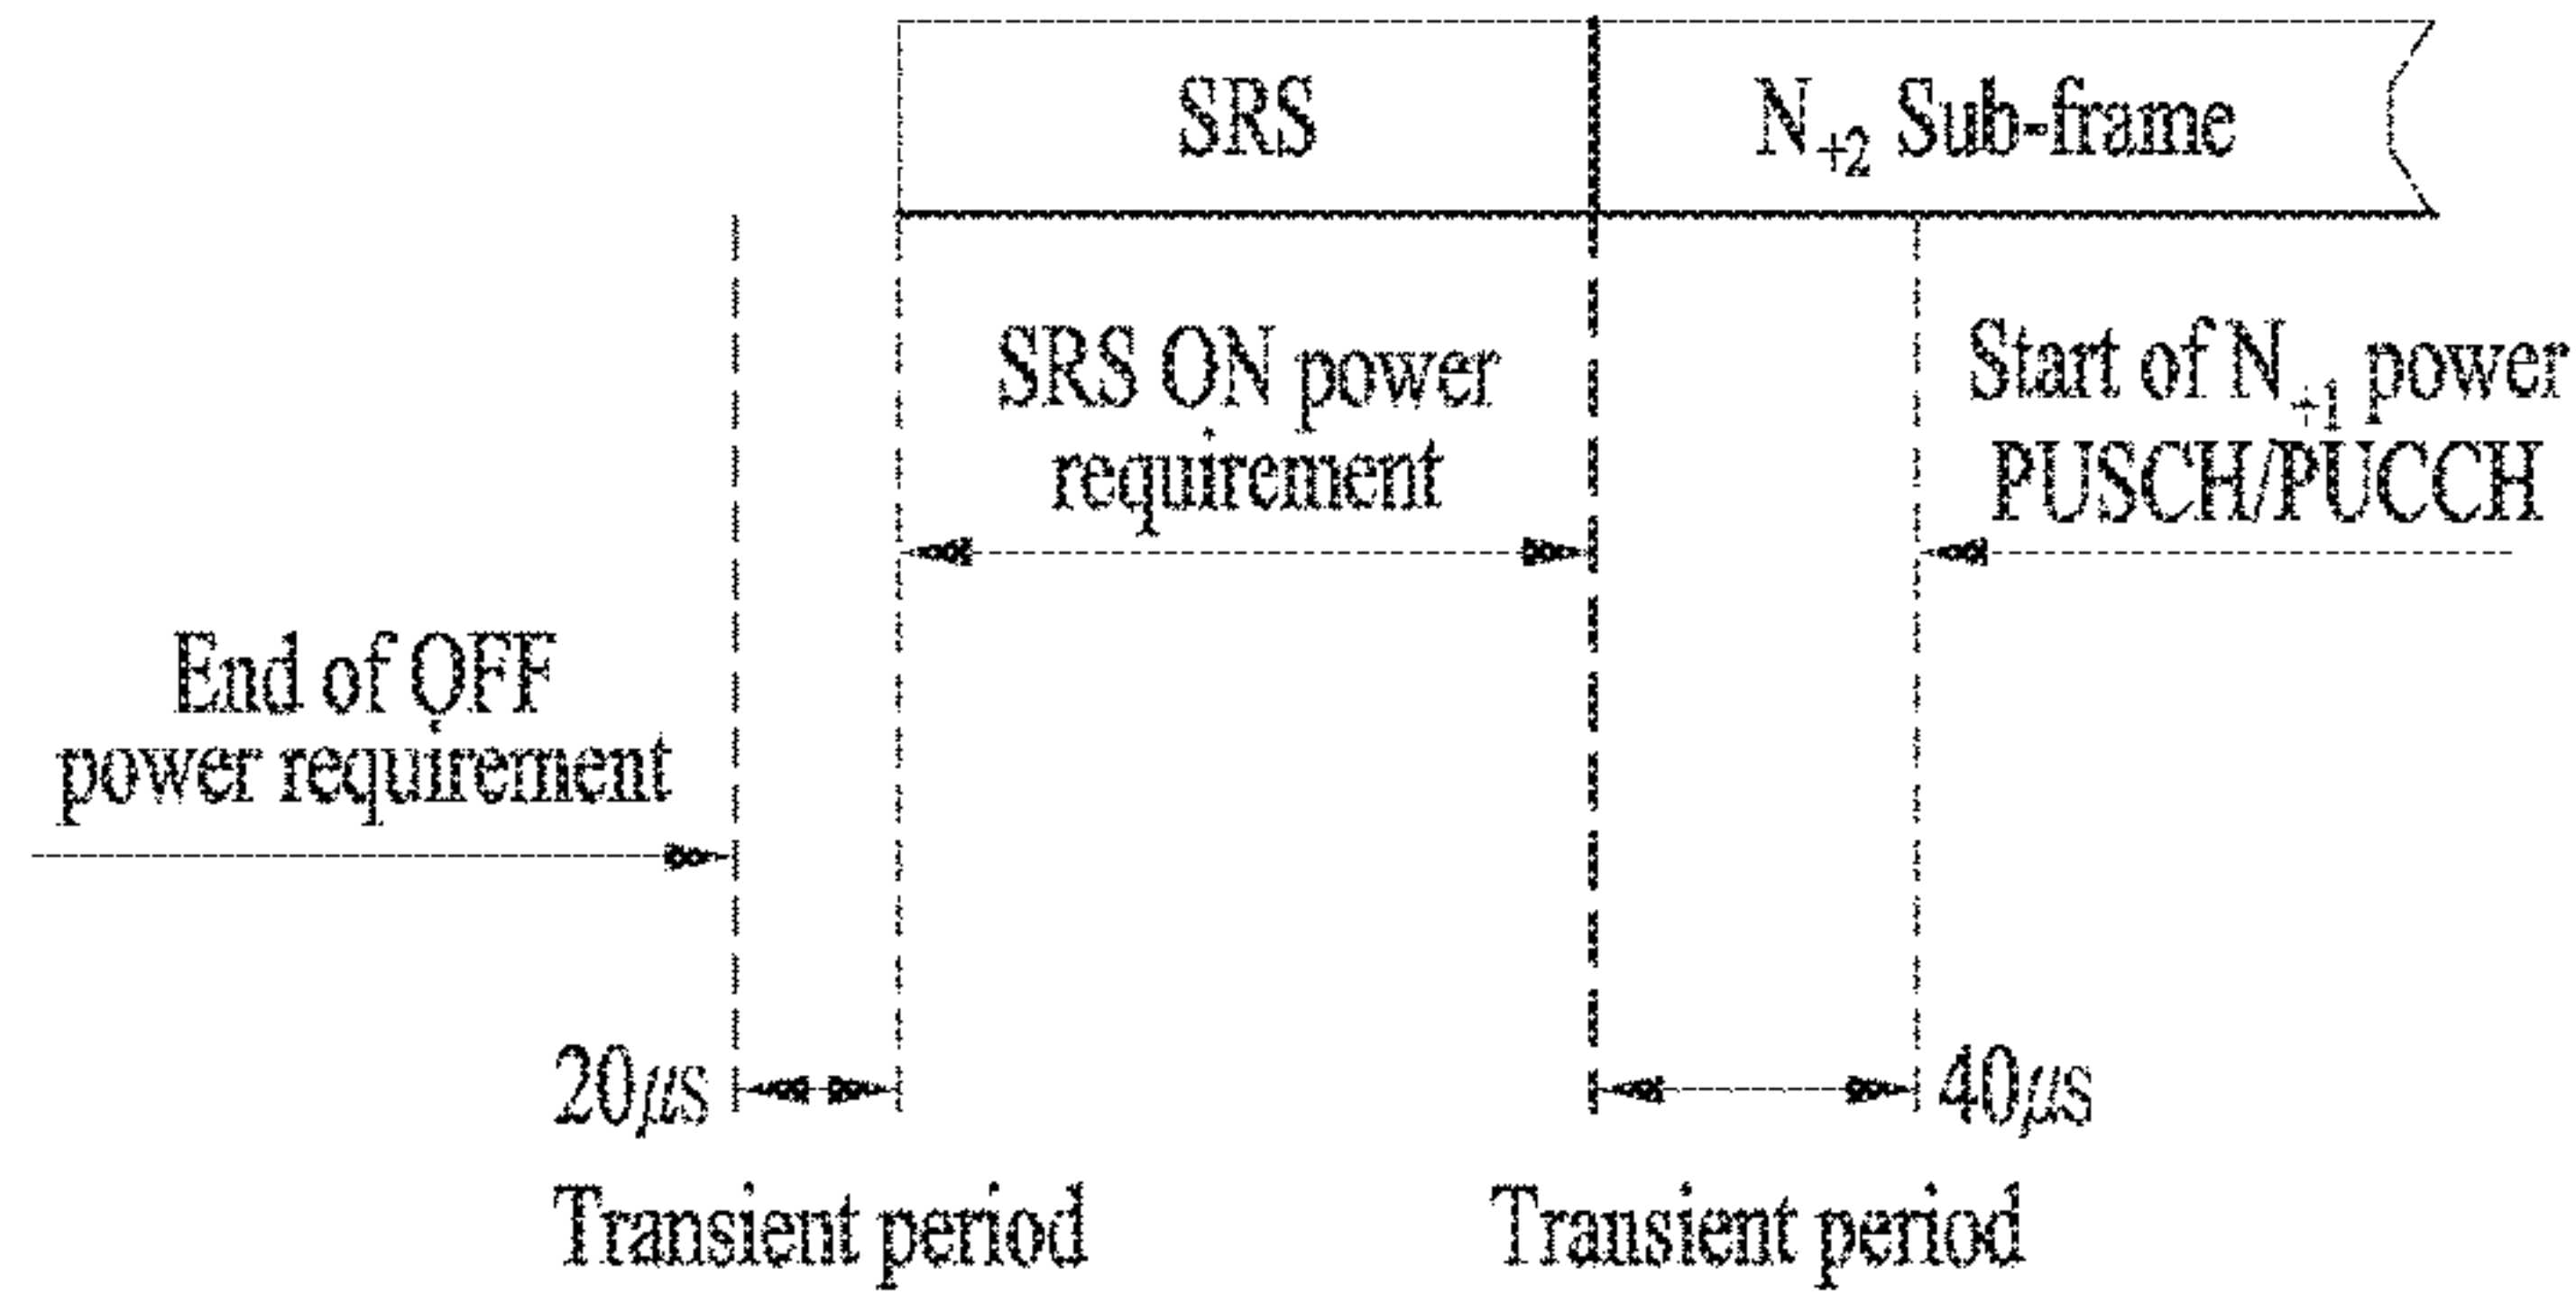 SRS
N+2 Sub-frame
SRS ON power
requirement
Start of N+1 power
PUSCH/PUCCH
End of OFF
power requirement
20μs
40μs
Transient period
Transient period